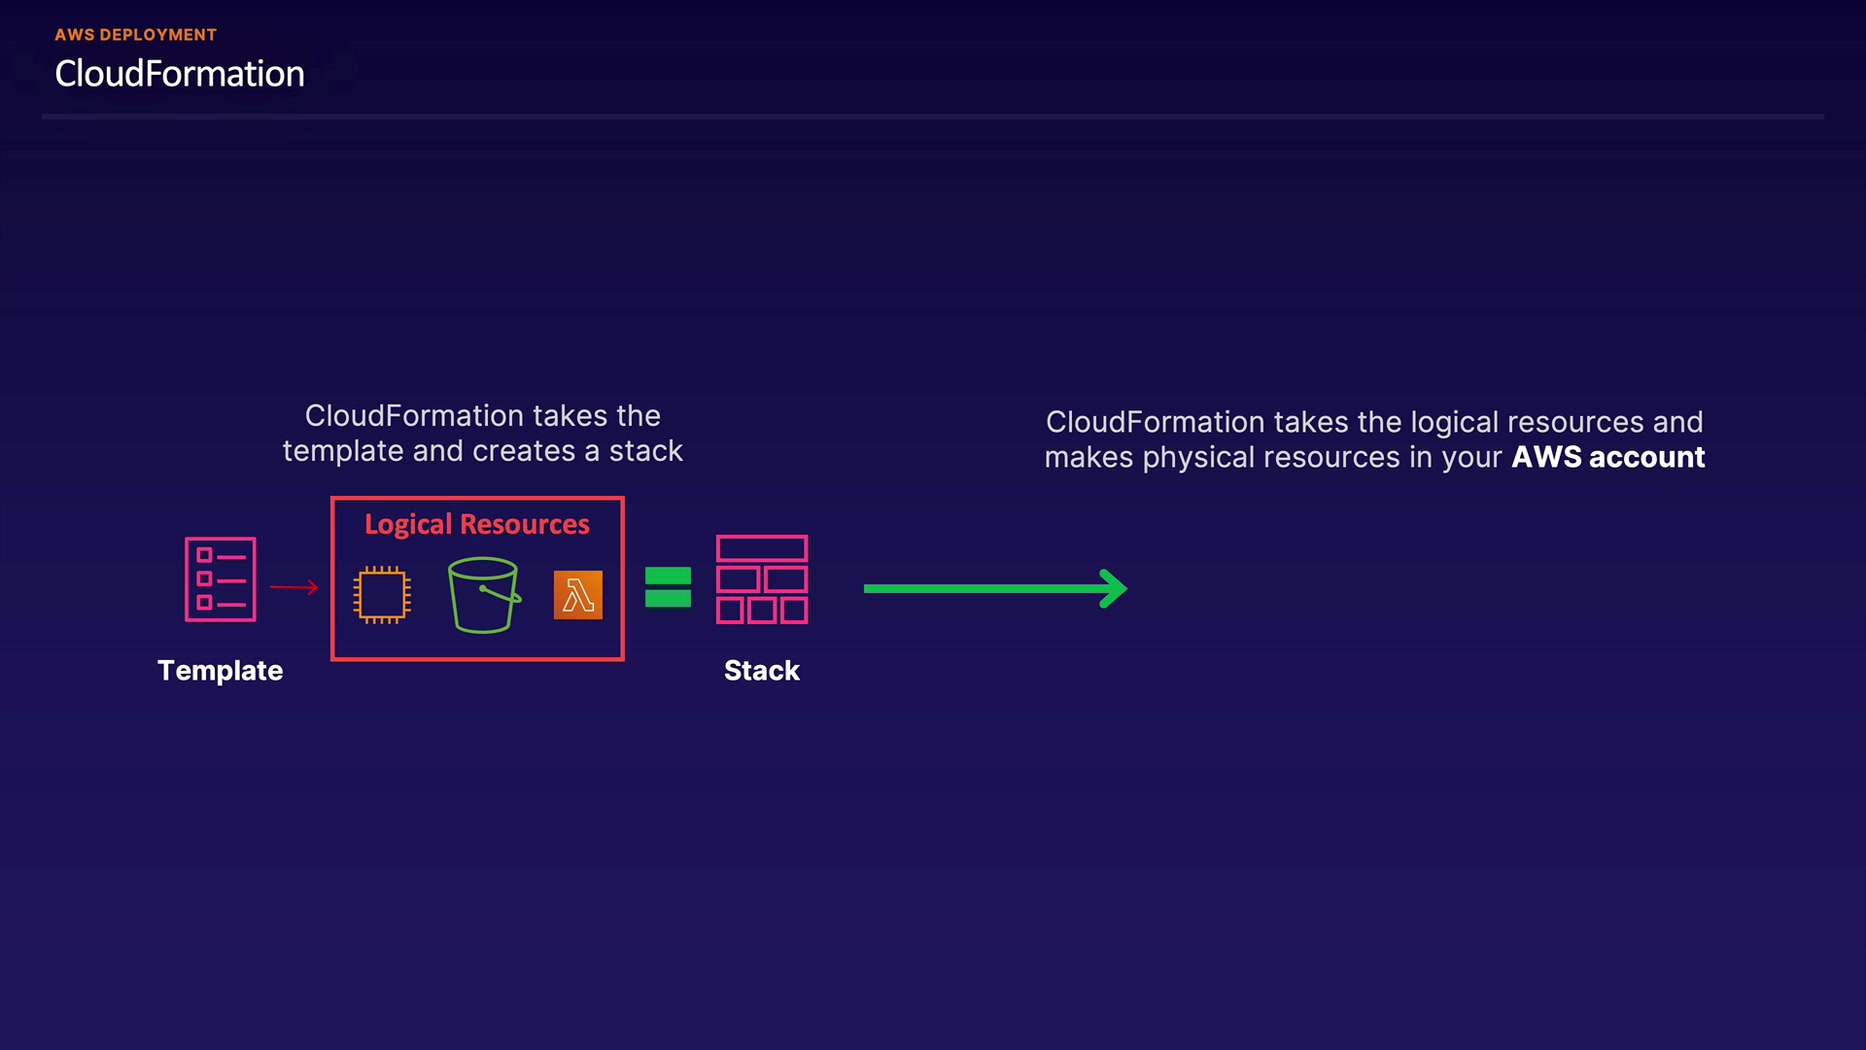 AWS DEPLOYMENT
CloudFormation
CloudFormation takes the
template and creates a stack
CloudFormation takes the logical resources and
makes physical resources in your AWS account
Logical Resources
Template
Stack